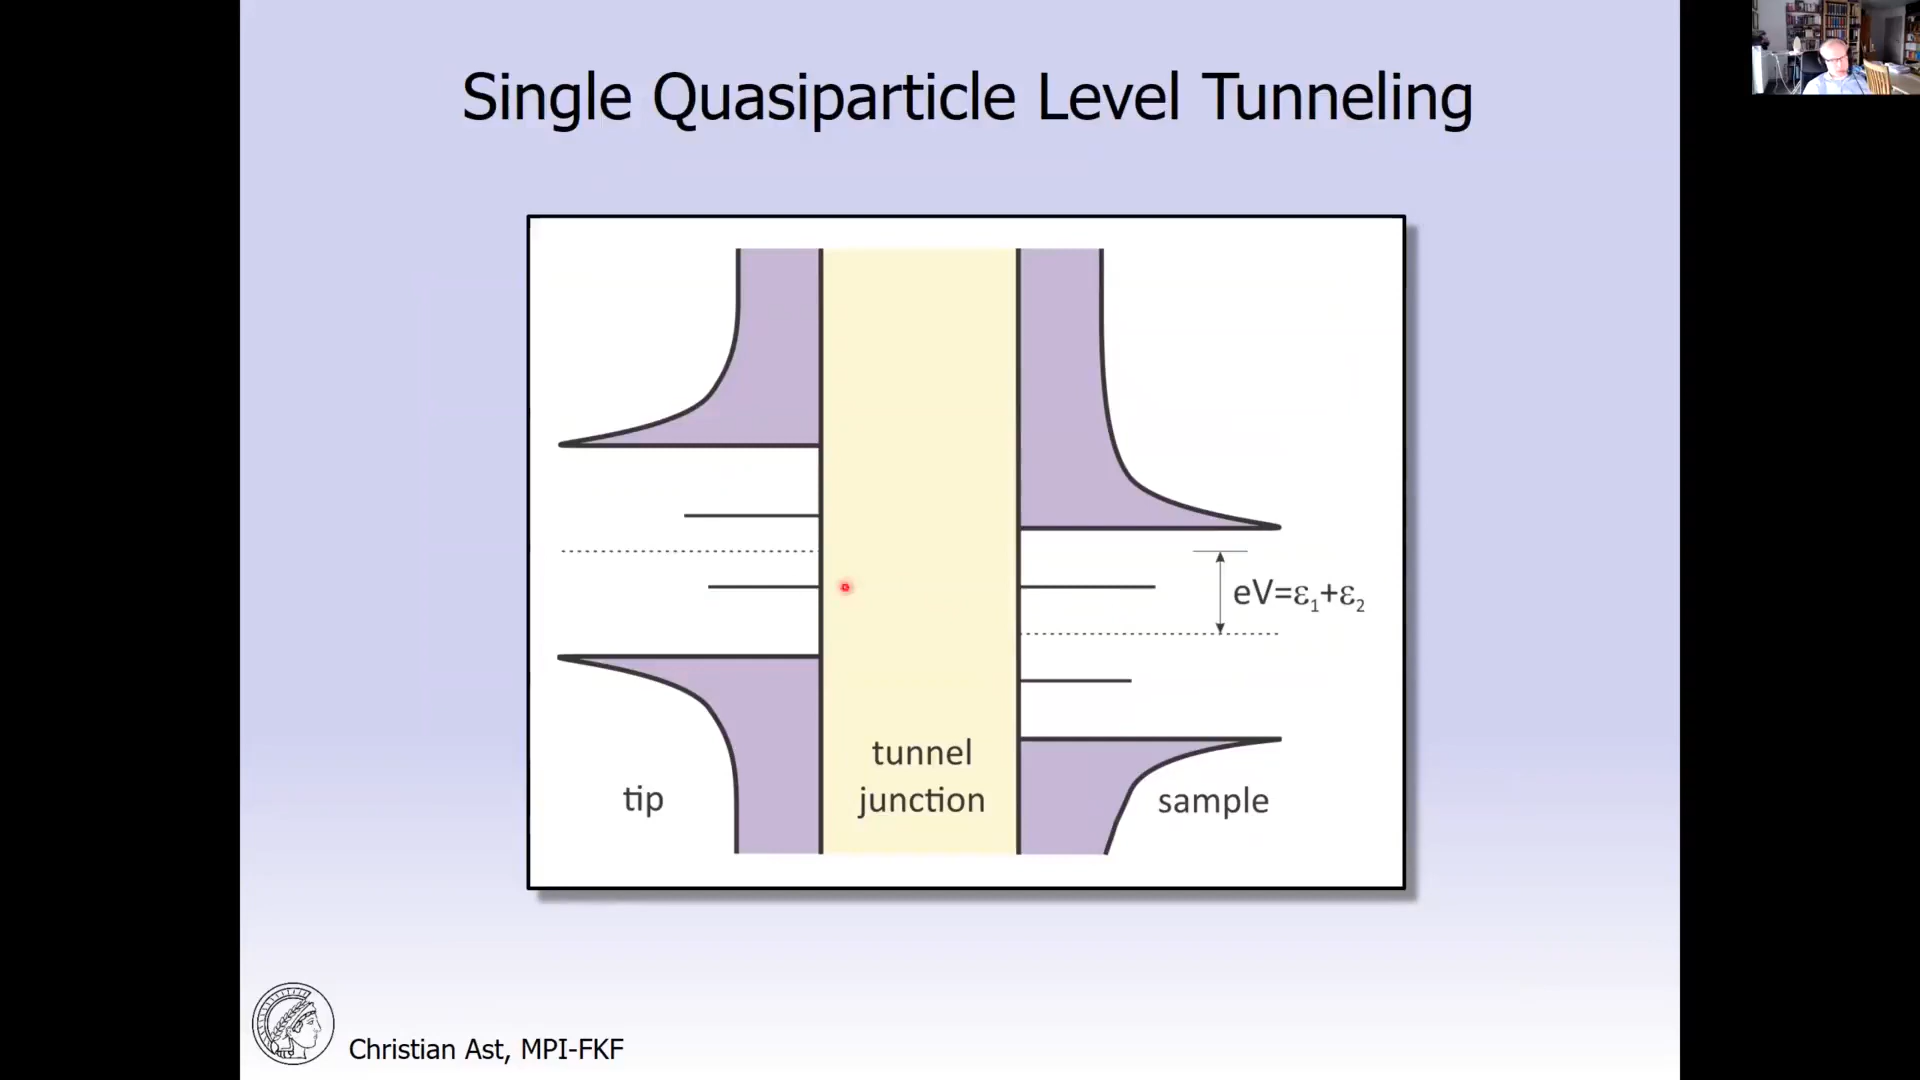 Single Quasiparticle Level Tunneling
eV=ε₁+ε₂
tunnel
junction
tip
sample
Christian Ast, MPI-FKF